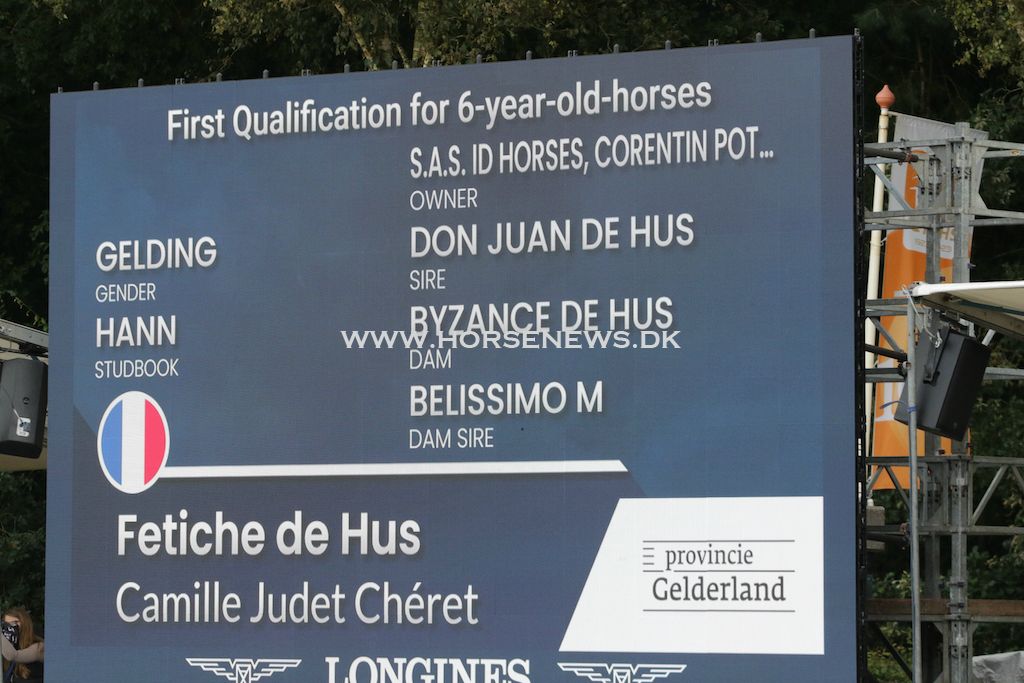 First Qualification for 6-year-old-horses
S.A.S. ID HORSES, CORENTIN POT...
OWNER
GELDING
GENDER
DON JUAN DE HUS
SIRE
HANN
STUDBOOK
BYZANCE DE HUS
WWW.HORSENEWS.DK
DAM
BELISSIMO M
DAM SIRE
Fetiche de Hus
Camille Judet Chéret
provincie
Gelderland
LONGINES